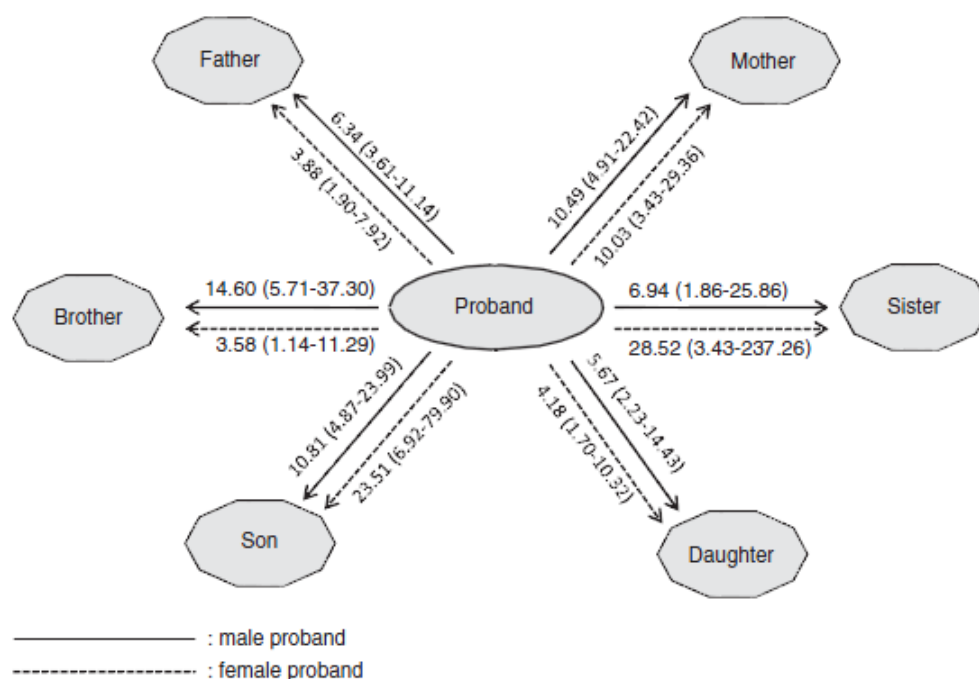 Father
Mother
6.34 (3.61-11.14)
3.88 (1.90-7.92)
10.49 (4.91-22.42)
10.03 (3.43-29.36)
Brother
14.60 (5.71-37.30)
3.58 (1.14-11.29)
Proband
6.94 (1.86-25.86)
28.52 (3.43-237.26)
Sister
10.81 (4.87-23.99)
23.51 (6.92-79.90)
5.67 (2.23-14.43)
4.18 (1.70-10.32)
Son
Daughter
: male proband
: female proband